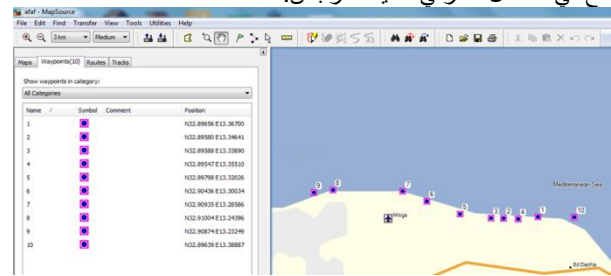 afaf - MapSource
File Edit Find Transfer View Tools Utilities Help
3 km Medium
Maps Waypoints(10) Routes Tracks
Show waypoints in category:
All Categories
Name / Symbol Comment Position
1 N32.89656 E13.36700
2 N32.89580 E13.34641
3 N32.89588 E13.33890
4 N32.89547 E13.35510
5 N32.89798 E13.32026
6 N32.90436 E13.30034
7 N32.90935 E13.28586
8 N32.91004 E13.24396
9 N32.90874 E13.23249
10 N32.89639 E13.38887
Mediterranean Sea
9 8 7 6 5 3 2 4 1 10
Mitiga
Ed Dachla